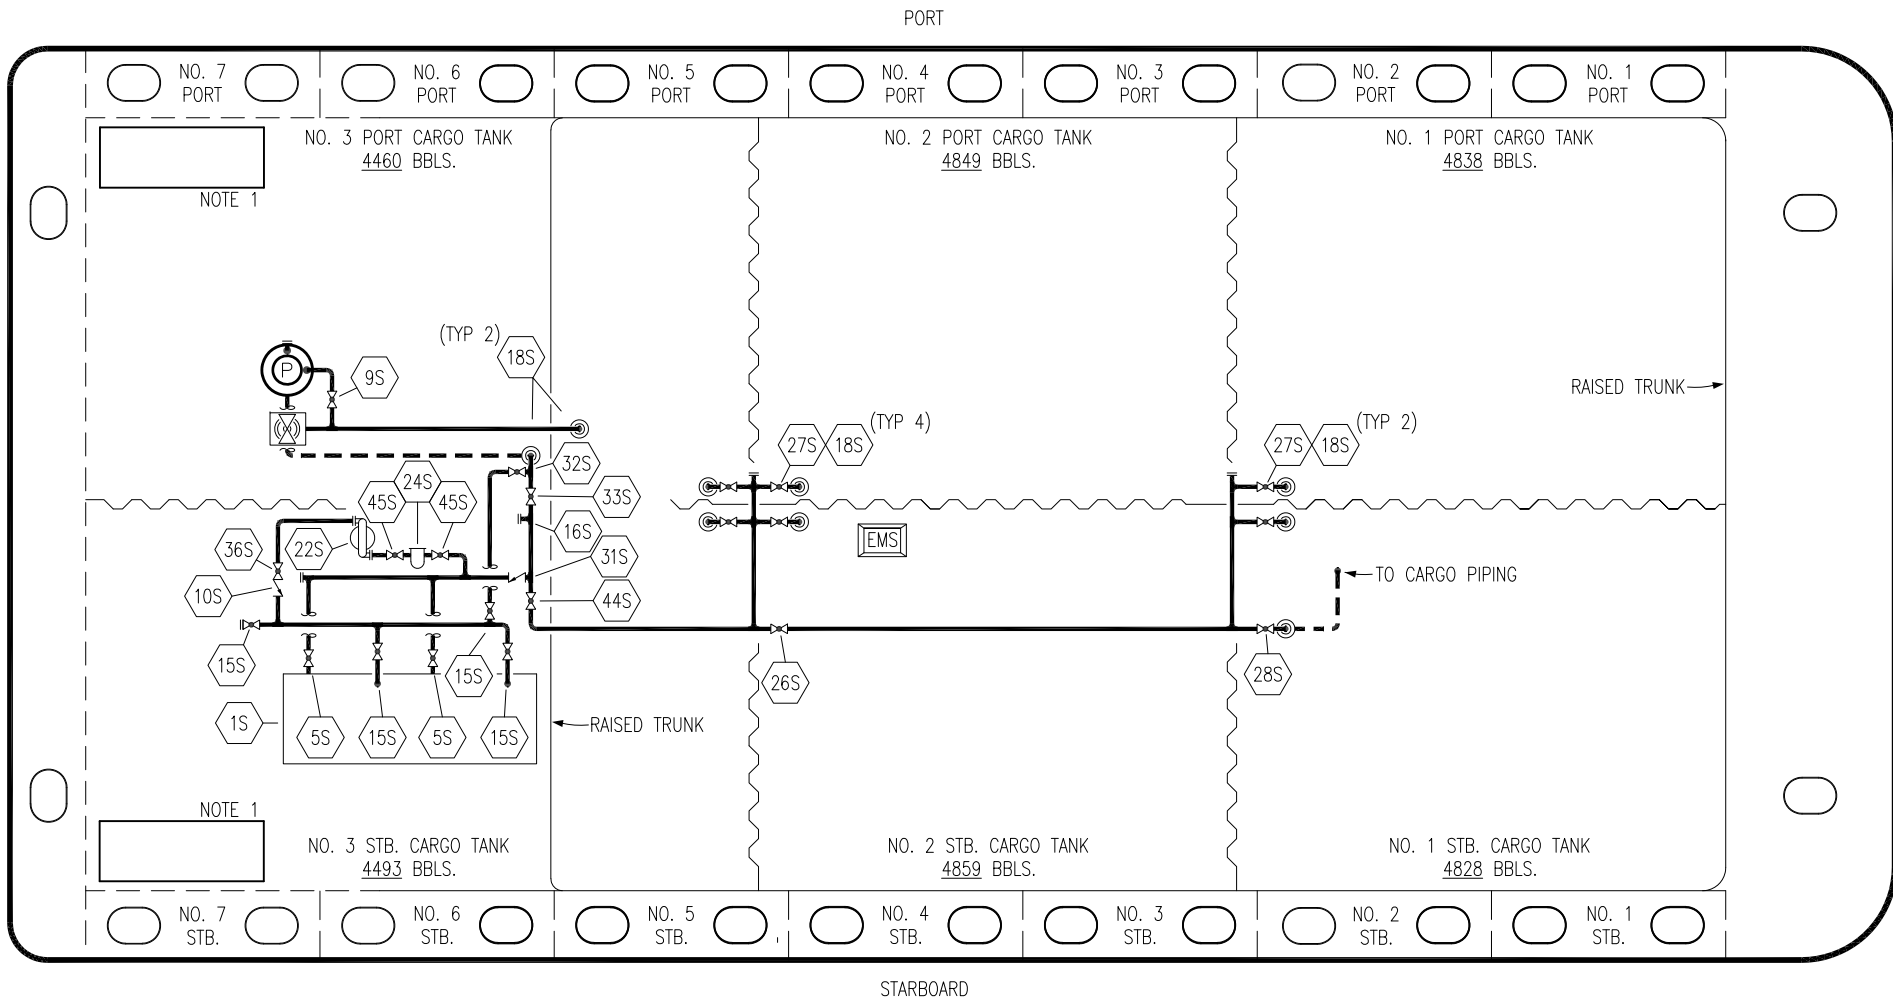 PORT
NO. 7
PORT
NO. 6
PORT
NO. 5
PORT
NO. 4
PORT
NO. 3
PORT
NO. 2
PORT
NO. 1
PORT
NO. 3 PORT CARGO TANK
4460 BBLS.
NO. 2 PORT CARGO TANK
4849 BBLS.
NO. 1 PORT CARGO TANK
4838 BBLS.
NOTE 1
(TYP 2)
18S
P
9S
RAISED TRUNK
(TYP 4)
27S
18S
(TYP 2)
27S
18S
32S
24S
45S
45S
33S
16S
EMS
36S
22S
31S
TO CARGO PIPING
10S
44S
15S
15S
26S
28S
1S
5S
15S
5S
15S
RAISED TRUNK
NOTE 1
NO. 3 STB. CARGO TANK
4493 BBLS.
NO. 2 STB. CARGO TANK
4859 BBLS.
NO. 1 STB. CARGO TANK
4828 BBLS.
NO. 7
STB.
NO. 6
STB.
NO. 5
STB.
NO. 4
STB.
NO. 3
STB.
NO. 2
STB.
NO. 1
STB.
STARBOARD